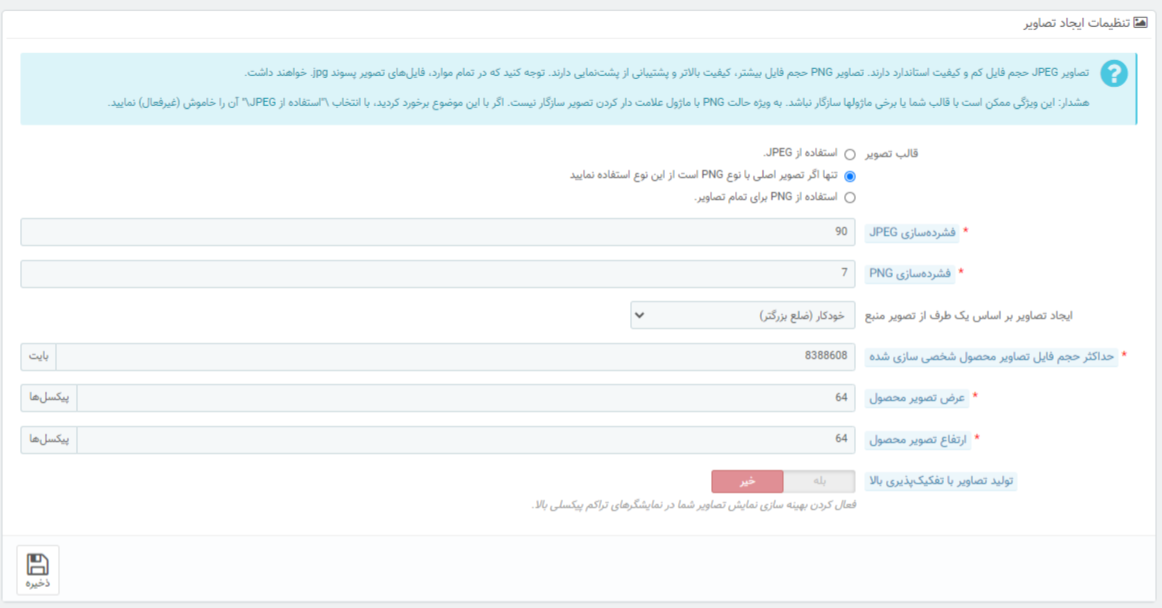 تنظیمات ایجاد تصاویر
تصاویر JPEG حجم فایل کم و کیفیت استاندارد دارند. تصاویر PNG حجم فایل بیشتر، کیفیت بالاتر و پشتیبانی از پشت‌نمایی دارند. توجه کنید که در تمام موارد، فایل‌های تصویر پسوند jpg. خواهند داشت.
هشدار: این ویژگی ممکن است با قالب شما یا برخی ماژولها سازگار نباشد. به ویژه حالت PNG با ماژول علامت دار کردن تصویر سازگار نیست. اگر با این موضوع برخورد کردید، با انتخاب \"استفاده از JPEG\" آن را خاموش (غیرفعال) نمایید.
قالب تصویر استفاده از JPEG.
تنها اگر تصویر اصلی با نوع PNG است از این نوع استفاده نمایید
استفاده از PNG برای تمام تصاویر.
* فشرده‌سازی JPEG 90
* فشرده‌سازی PNG 7
ایجاد تصاویر بر اساس یک طرف از تصویر منبع خودکار (ضلع بزرگتر)
* حداکثر حجم فایل تصاویر محصول شخصی سازی شده 8388608 بایت
* عرض تصویر محصول 64 پیکسل‌ها
* ارتفاع تصویر محصول 64 پیکسل‌ها
تولید تصاویر با تفکیک‌پذیری بالا بله خیر
فعال کردن بهینه سازی نمایش تصاویر شما در نمایشگرهای تراکم پیکسلی بالا.
ذخیره